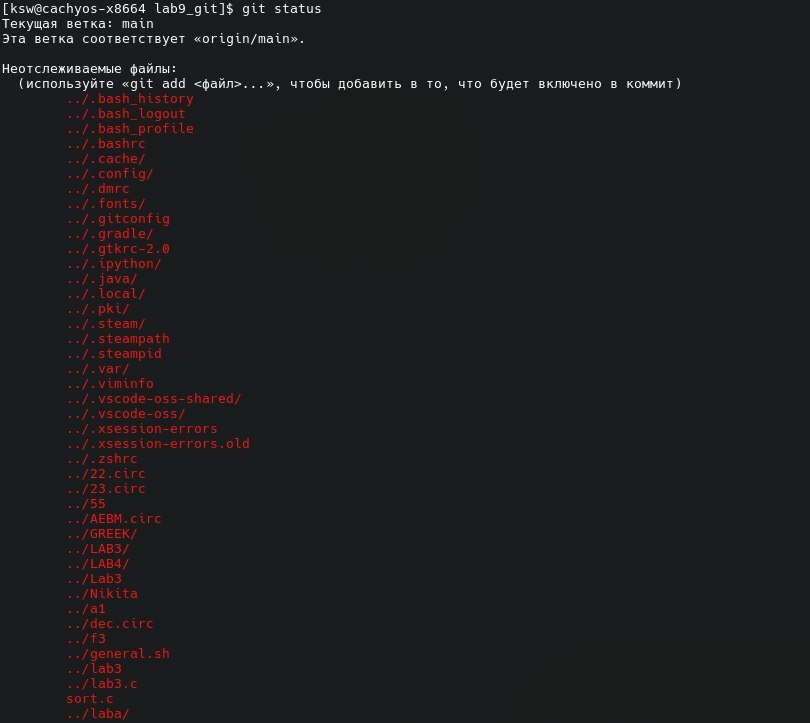 [ksw@cachyos-x8664 lab9_git]$ git status
Текущая ветка: main
Эта ветка соответствует «origin/main».
Неотслеживаемые файлы:
(используйте «git add <файл>...», чтобы добавить в то, что будет включено в коммит)
../.bash_history
../.bash_logout
../.bash_profile
../.bashrc
../.cache/
../.config/
../.dmrc
../.fonts/
../.gitconfig
../.gradle/
../.gtkrc-2.0
../.ipython/
../.java/
../.local/
../.pki/
../.steam/
../.steampath
../.steampid
../.var/
../.viminfo
../.vscode-oss-shared/
../.vscode-oss/
../.xsession-errors
../.xsession-errors.old
../.zshrc
../22.circ
../23.circ
../55
../AEBM.circ
../GREEK/
../LAB3/
../LAB4/
../Lab3
../Nikita
../a1
../dec.circ
../f3
../general.sh
../lab3
../lab3.c
sort.c
../laba/